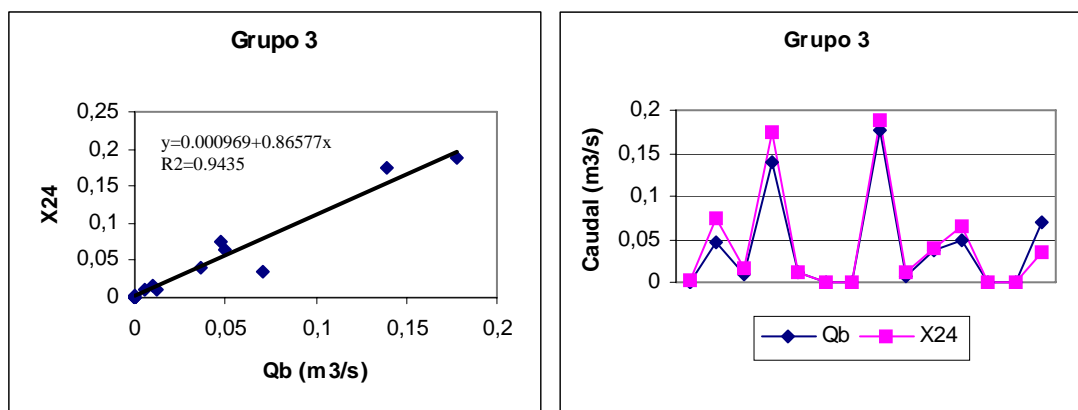 Grupo 3
X24
0,25
0,2
0,15
0,1
0,05
0
y=0.000969+0.86577x
R2=0.9435
0 0,05 0,1 0,15 0,2
Qb (m3/s)
Grupo 3
Caudal (m3/s)
0,2
0,15
0,1
0,05
0
Qb X24